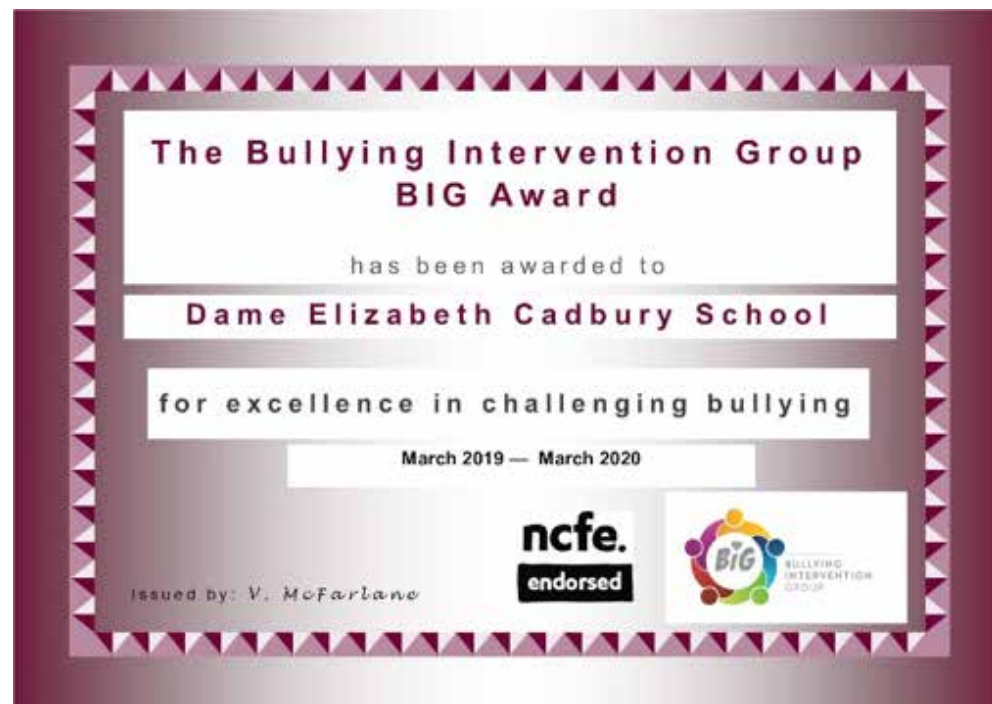 The Bullying Intervention Group
BIG Award
has been awarded to
Dame Elizabeth Cadbury School
for excellence in challenging bullying
March 2019 — March 2020
ncfe.
endorsed
BIG
BULLYING
INTERVENTION
GROUP
Issued by: V. McFarlane